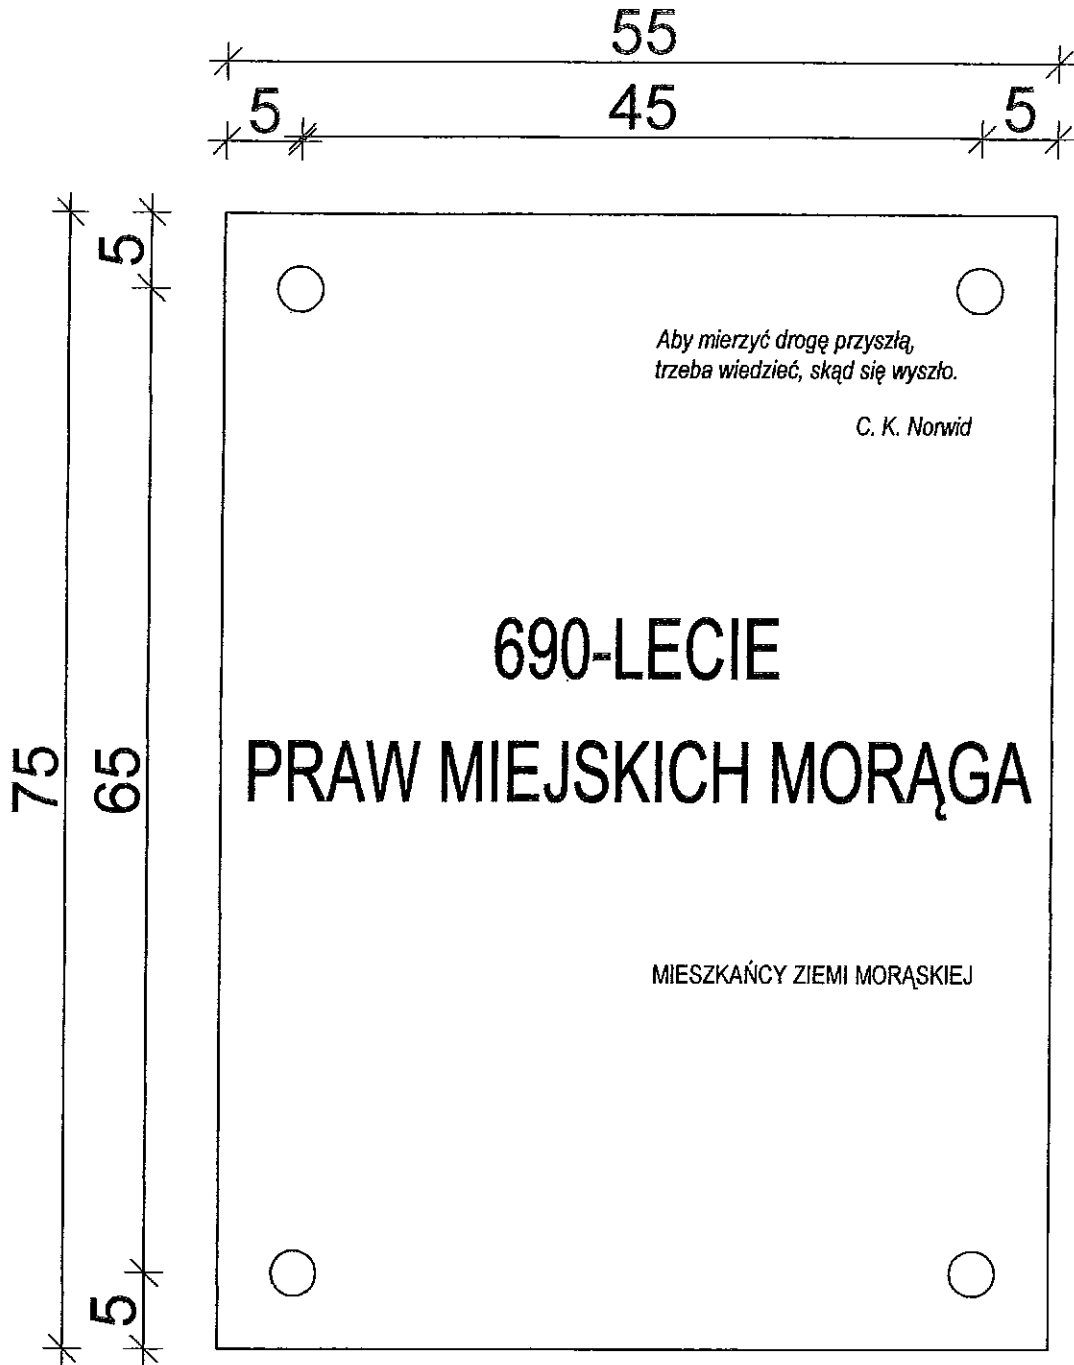 55
5 45 5
5
Aby mierzyć drogę przyszłą,
trzeba wiedzieć, skąd się wyszło.
C. K. Norwid
690-LECIE
PRAW MIEJSKICH MORĄGA
75 65
MIESZKAŃCY ZIEMI MORĄSKIEJ
5